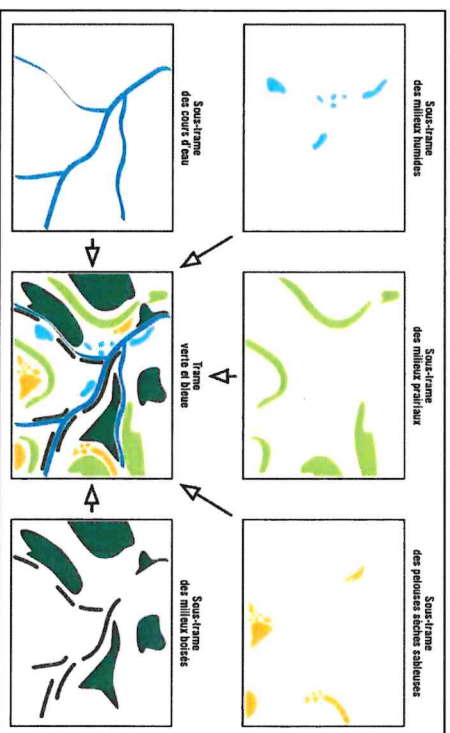 Sous-trame
des milieux humides
Sous-trame
des milieux prairiaux
Sous-trame
des pelouses sèches sableuses
Sous-trame
des cours d'eau
Trame
verte et bleue
Sous-trame
des milieux boisés